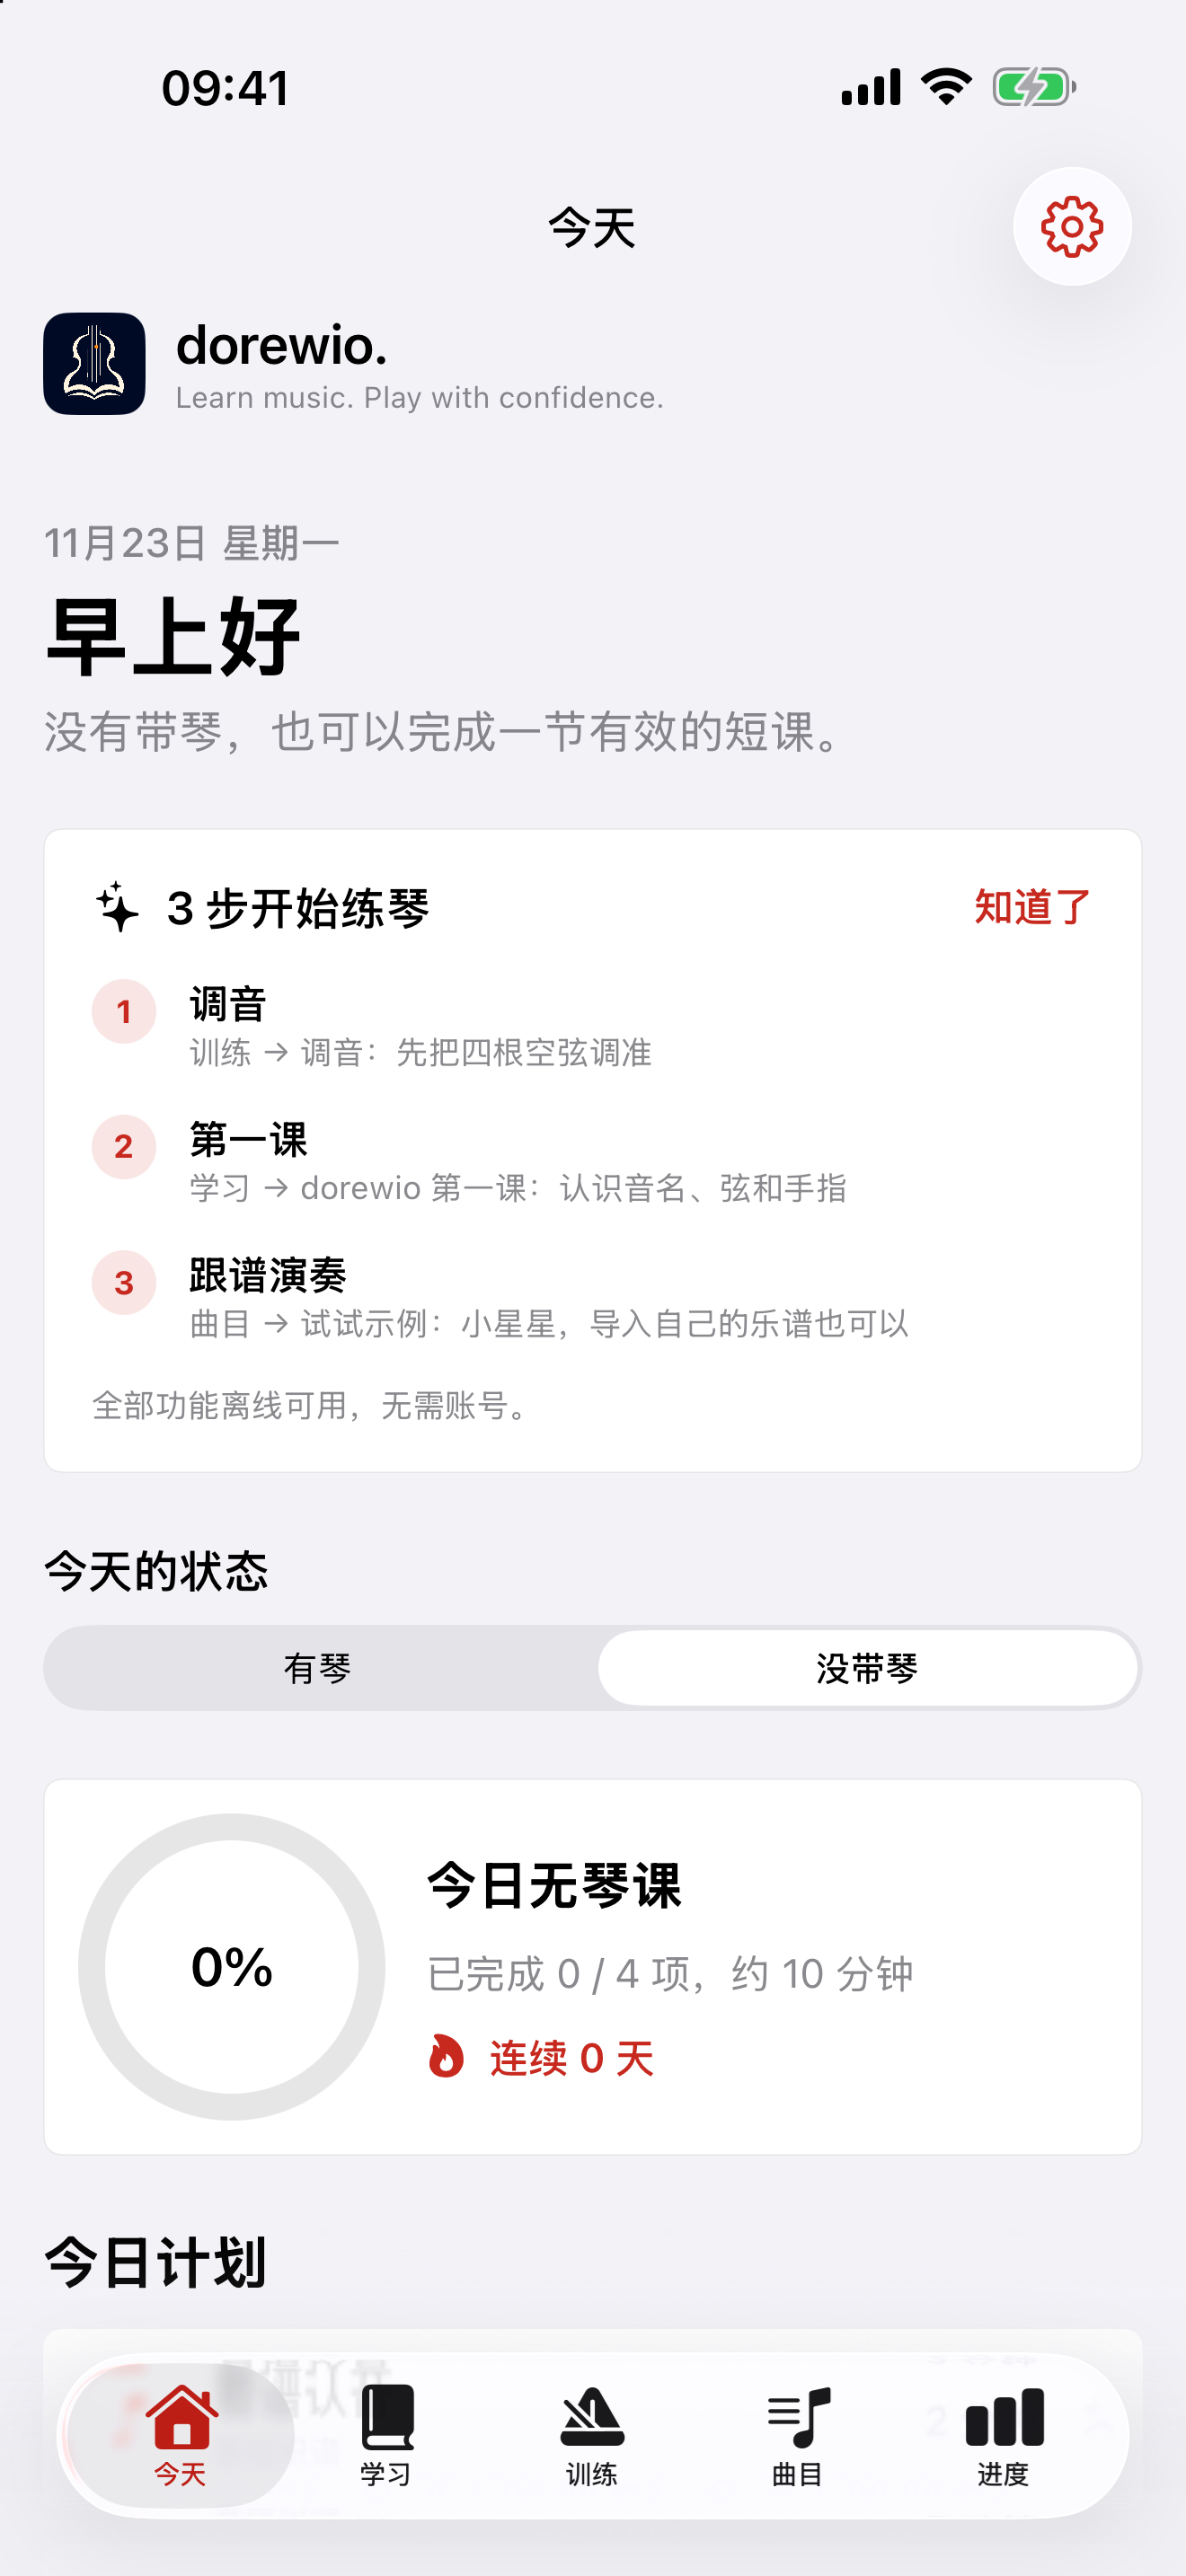 09:41
今天
dorewio.
Learn music. Play with confidence.
11月23日 星期一
早上好
没有带琴，也可以完成一节有效的短课。
3 步开始练琴
知道了
1
调音
训练 → 调音：先把四根空弦调准
2
第一课
学习 → dorewio 第一课：认识音名、弦和手指
3
跟谱演奏
曲目 → 试试示例：小星星，导入自己的乐谱也可以
全部功能离线可用，无需账号。
今天的状态
有琴
没带琴
0%
今日无琴课
已完成 0 / 4 项，约 10 分钟
连续 0 天
今日计划
今天
学习
训练
曲目
进度